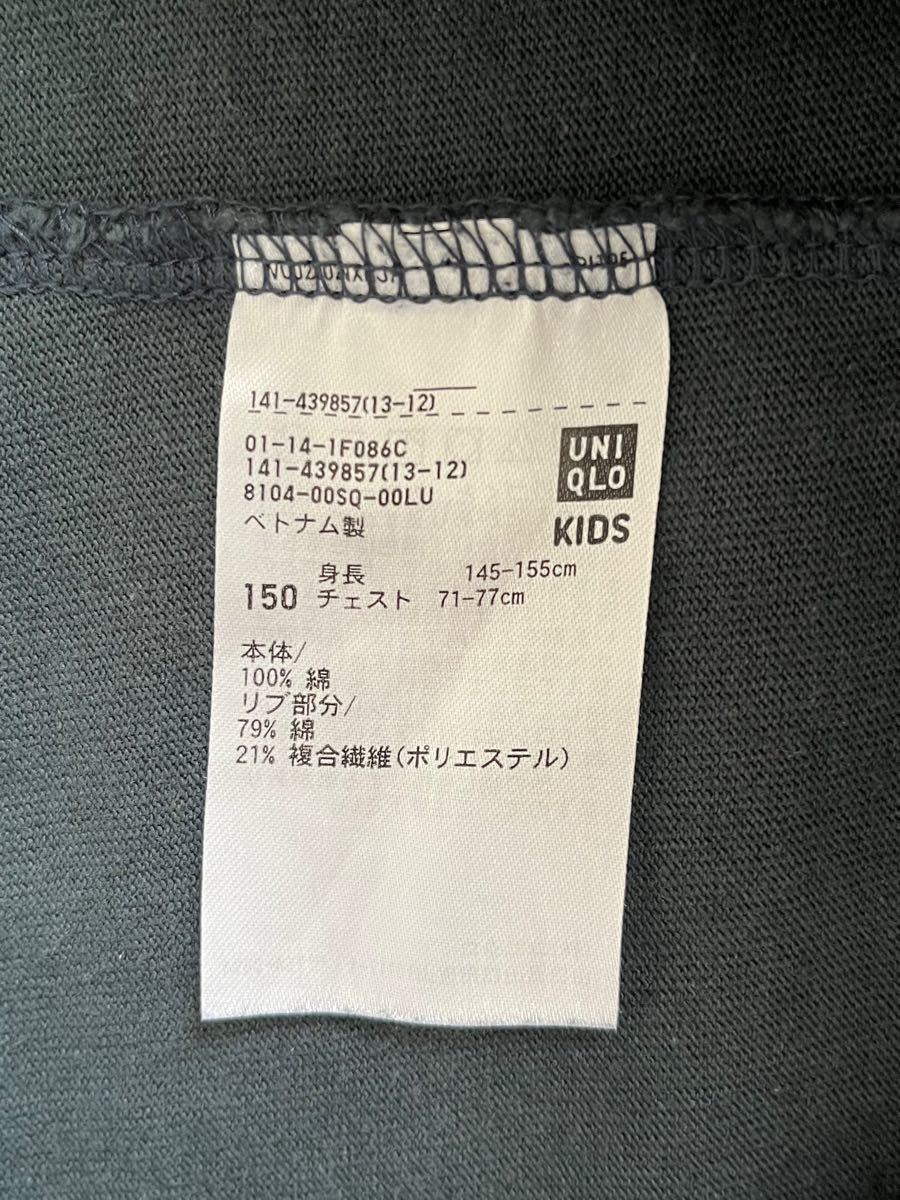 141-439857(13-12)
01-14-1F086C
141-439857(13-12)
8104-00SQ-00LU
ベトナム製
UNI
QLO
KIDS
身長 145-155cm
150 チェスト 71-77cm
本体/
100% 綿
リブ部分/
79% 綿
21% 複合繊維(ポリエステル)